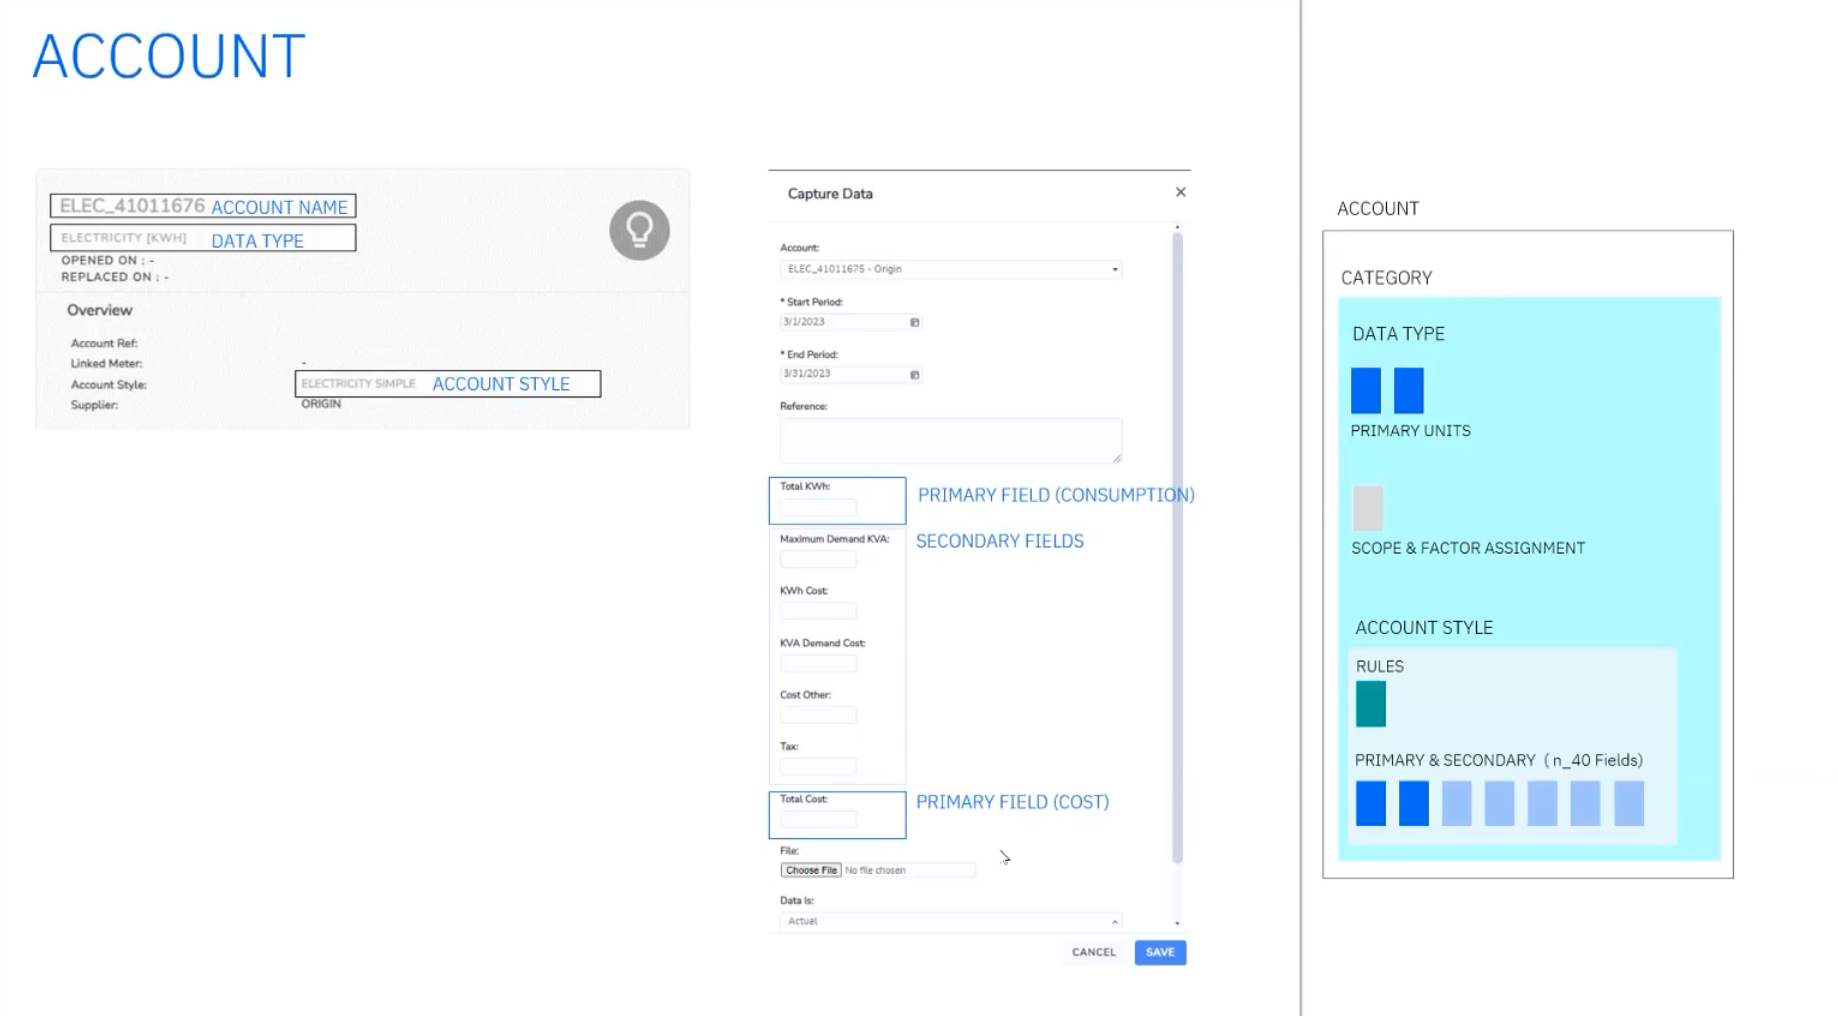 ACCOUNT
ELEC_41011676 ACCOUNT NAME
ELECTRICITY [KWH] DATA TYPE
OPENED ON : -
REPLACED ON : -
Overview
Account Ref:
Linked Meter: -
Account Style: ELECTRICITY SIMPLE ACCOUNT STYLE
Supplier: ORIGIN
Capture Data
Account:
ELEC_41011675 - Origin
* Start Period:
3/1/2023
* End Period:
3/31/2023
Reference:
Total KWh:
PRIMARY FIELD (CONSUMPTION)
Maximum Demand KVA:
SECONDARY FIELDS
KWh Cost:
KVA Demand Cost:
Cost Other:
Tax:
Total Cost:
PRIMARY FIELD (COST)
File:
Choose File No file chosen
Data Is:
Actual
CANCEL SAVE
ACCOUNT
CATEGORY
DATA TYPE
PRIMARY UNITS
SCOPE & FACTOR ASSIGNMENT
ACCOUNT STYLE
RULES
PRIMARY & SECONDARY ( n_40 Fields)